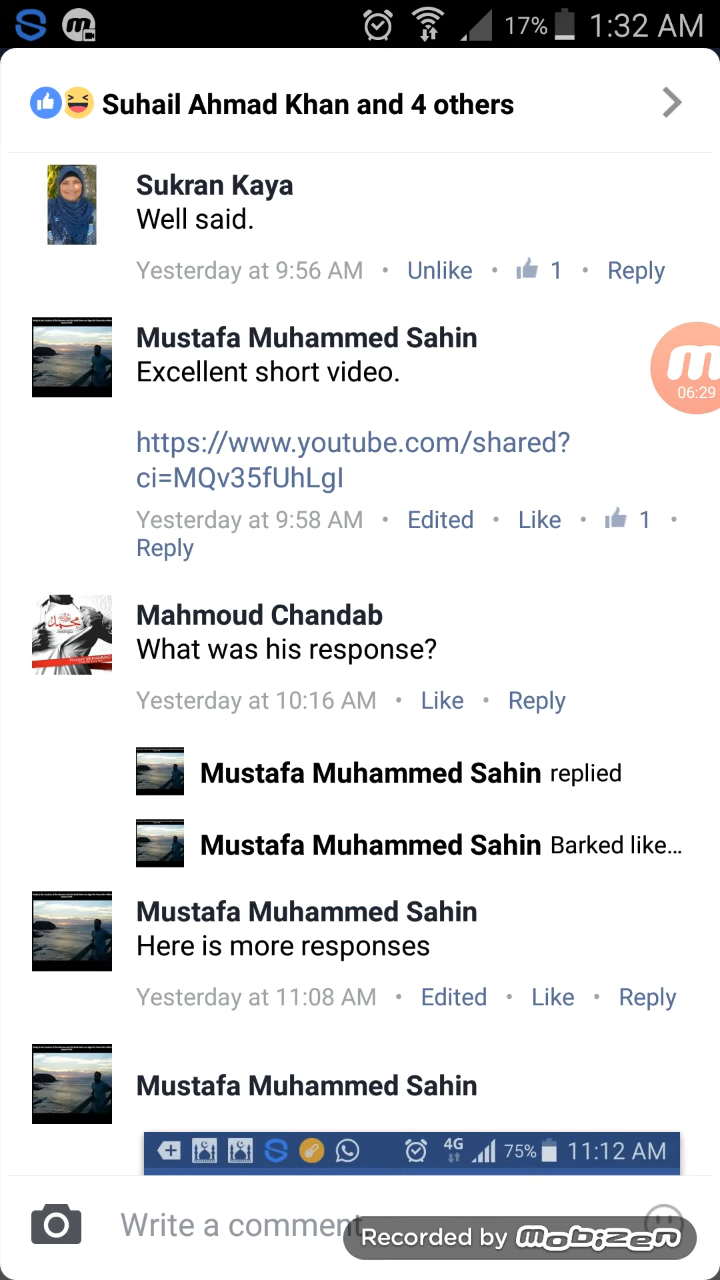 17% 1:32 AM
Suhail Ahmad Khan and 4 others
Sukran Kaya
Well said.
Yesterday at 9:56 AM • Unlike • 1 • Reply
Mustafa Muhammed Sahin
Excellent short video.
06:29
https://www.youtube.com/shared?
ci=MQv35fUhLgI
Yesterday at 9:58 AM • Edited • Like • 1 •
Reply
Mahmoud Chandab
What was his response?
Yesterday at 10:16 AM • Like • Reply
Mustafa Muhammed Sahin replied
Mustafa Muhammed Sahin Barked like...
Mustafa Muhammed Sahin
Here is more responses
Yesterday at 11:08 AM • Edited • Like • Reply
Mustafa Muhammed Sahin
4G 75% 11:12 AM
Write a comment
Recorded by mobizen